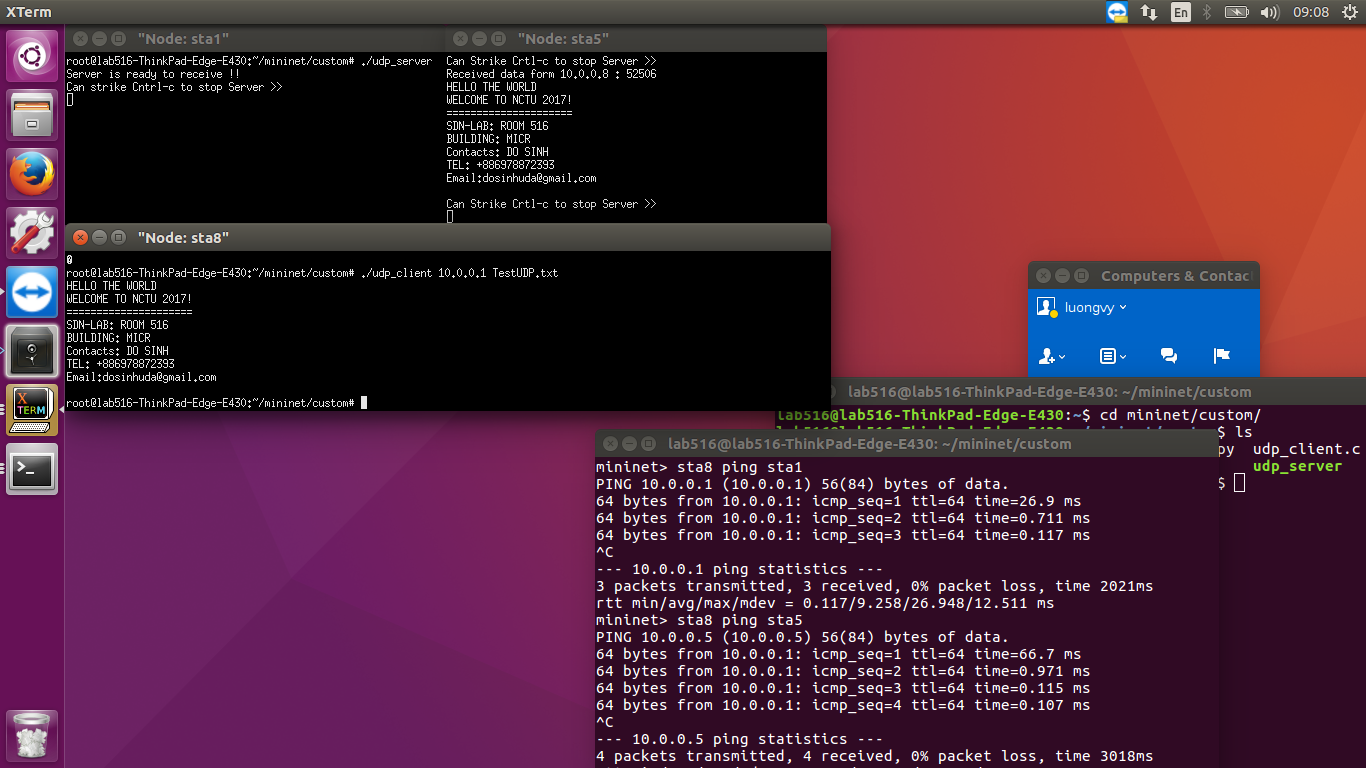 XTerm
En
09:08
"Node: sta1"
root@lab516-ThinkPad-Edge-E430:~/mininet/custom# ./udp_server
Server is ready to receive !!
Can strike Cntrl-c to stop Server >>
"Node: sta5"
Can Strike Crtl-c to stop Server >>
Received data form 10.0.0.8 : 52506
HELLO THE WORLD
WELCOME TO NCTU 2017!
=====================
SDN-LAB: ROOM 516
BUILDING: MICR
Contacts: DO SINH
TEL: +886978872393
Email:dosinhuda@gmail.com
Can Strike Crtl-c to stop Server >>
"Node: sta8"
0
root@lab516-ThinkPad-Edge-E430:~/mininet/custom# ./udp_client 10.0.0.1 TestUDP.txt
HELLO THE WORLD
WELCOME TO NCTU 2017!
=====================
SDN-LAB: ROOM 516
BUILDING: MICR
Contacts: DO SINH
TEL: +886978872393
Email:dosinhuda@gmail.com
root@lab516-ThinkPad-Edge-E430:~/mininet/custom#
X TERM
Computers & Contac
luongvy
lab516@lab516-ThinkPad-Edge-E430: ~/mininet/custom
lab516@lab516-ThinkPad-Edge-E430:~$ cd mininet/custom/
$ ls
py udp_client.c
udp_server
$
lab516@lab516-ThinkPad-Edge-E430: ~/mininet/custom
mininet> sta8 ping sta1
PING 10.0.0.1 (10.0.0.1) 56(84) bytes of data.
64 bytes from 10.0.0.1: icmp_seq=1 ttl=64 time=26.9 ms
64 bytes from 10.0.0.1: icmp_seq=2 ttl=64 time=0.711 ms
64 bytes from 10.0.0.1: icmp_seq=3 ttl=64 time=0.117 ms
^C
--- 10.0.0.1 ping statistics ---
3 packets transmitted, 3 received, 0% packet loss, time 2021ms
rtt min/avg/max/mdev = 0.117/9.258/26.948/12.511 ms
mininet> sta8 ping sta5
PING 10.0.0.5 (10.0.0.5) 56(84) bytes of data.
64 bytes from 10.0.0.1: icmp_seq=1 ttl=64 time=66.7 ms
64 bytes from 10.0.0.1: icmp_seq=2 ttl=64 time=0.971 ms
64 bytes from 10.0.0.1: icmp_seq=3 ttl=64 time=0.115 ms
64 bytes from 10.0.0.1: icmp_seq=4 ttl=64 time=0.107 ms
^C
--- 10.0.0.5 ping statistics ---
4 packets transmitted, 4 received, 0% packet loss, time 3018ms